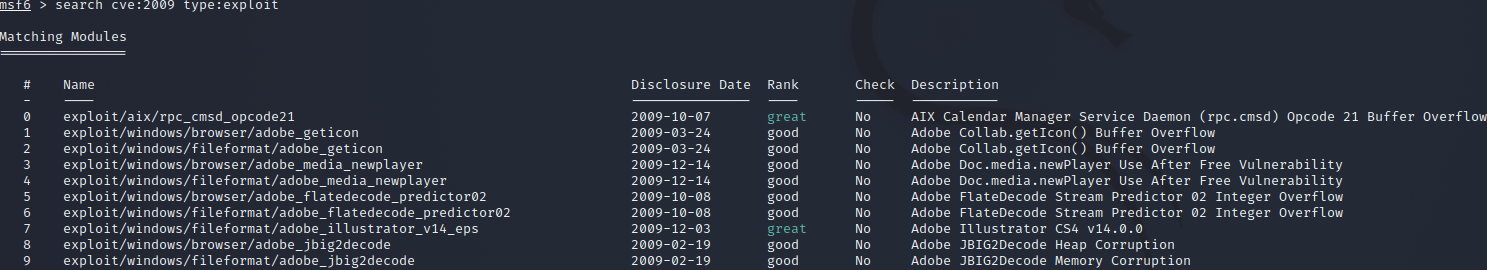 msf6 > search cve:2009 type:exploit
Matching Modules
================
# Name Disclosure Date Rank Check Description
- ---- --------------- ---- ----- -----------
0 exploit/aix/rpc_cmsd_opcode21 2009-10-07 great No AIX Calendar Manager Service Daemon (rpc.cmsd) Opcode 21 Buffer Overflow
1 exploit/windows/browser/adobe_geticon 2009-03-24 good No Adobe Collab.getIcon() Buffer Overflow
2 exploit/windows/fileformat/adobe_geticon 2009-03-24 good No Adobe Collab.getIcon() Buffer Overflow
3 exploit/windows/browser/adobe_media_newplayer 2009-12-14 good No Adobe Doc.media.newPlayer Use After Free Vulnerability
4 exploit/windows/fileformat/adobe_media_newplayer 2009-12-14 good No Adobe Doc.media.newPlayer Use After Free Vulnerability
5 exploit/windows/browser/adobe_flatedecode_predictor02 2009-10-08 good No Adobe FlateDecode Stream Predictor 02 Integer Overflow
6 exploit/windows/fileformat/adobe_flatedecode_predictor02 2009-10-08 good No Adobe FlateDecode Stream Predictor 02 Integer Overflow
7 exploit/windows/fileformat/adobe_illustrator_v14_eps 2009-12-03 great No Adobe Illustrator CS4 v14.0.0
8 exploit/windows/browser/adobe_jbig2decode 2009-02-19 good No Adobe JBIG2Decode Heap Corruption
9 exploit/windows/fileformat/adobe_jbig2decode 2009-02-19 good No Adobe JBIG2Decode Memory Corruption